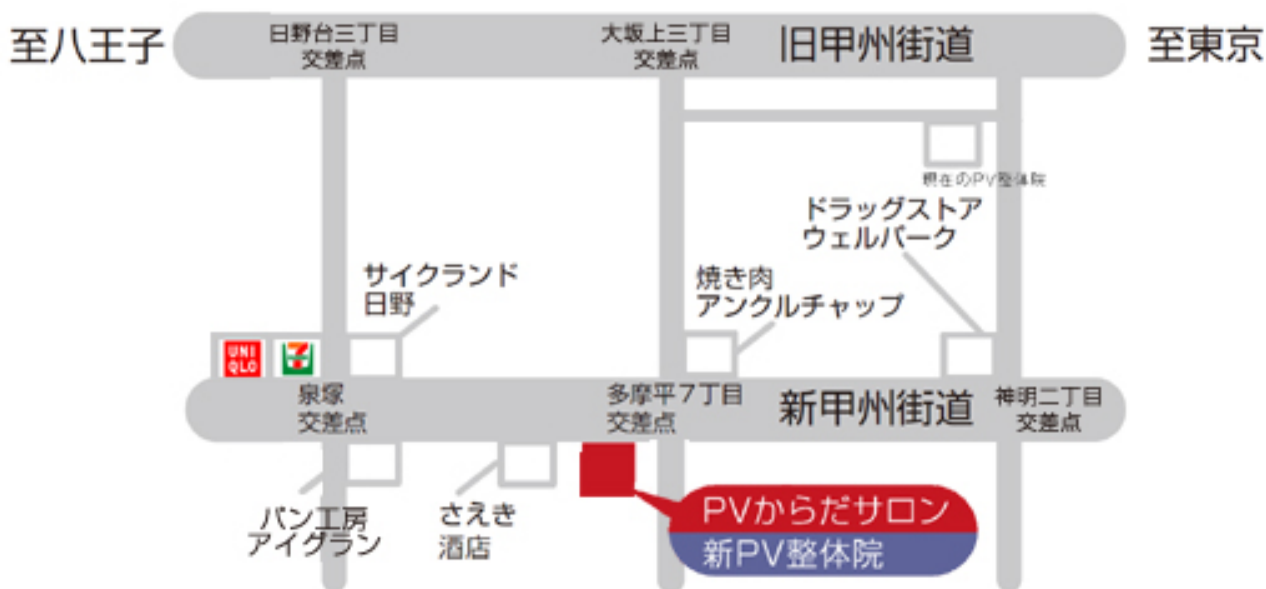 至八王子
日野台三丁目
交差点
大坂上三丁目
交差点
旧甲州街道
至東京
現在のPV整体院
ドラッグストア
ウェルパーク
サイクランド
日野
焼き肉
アンクルチャップ
UNI
QLO
7
泉塚
交差点
多摩平7丁目
交差点
新甲州街道
神明二丁目
交差点
パン工房
アイグラン
さえき
酒店
PVからだサロン
新PV整体院